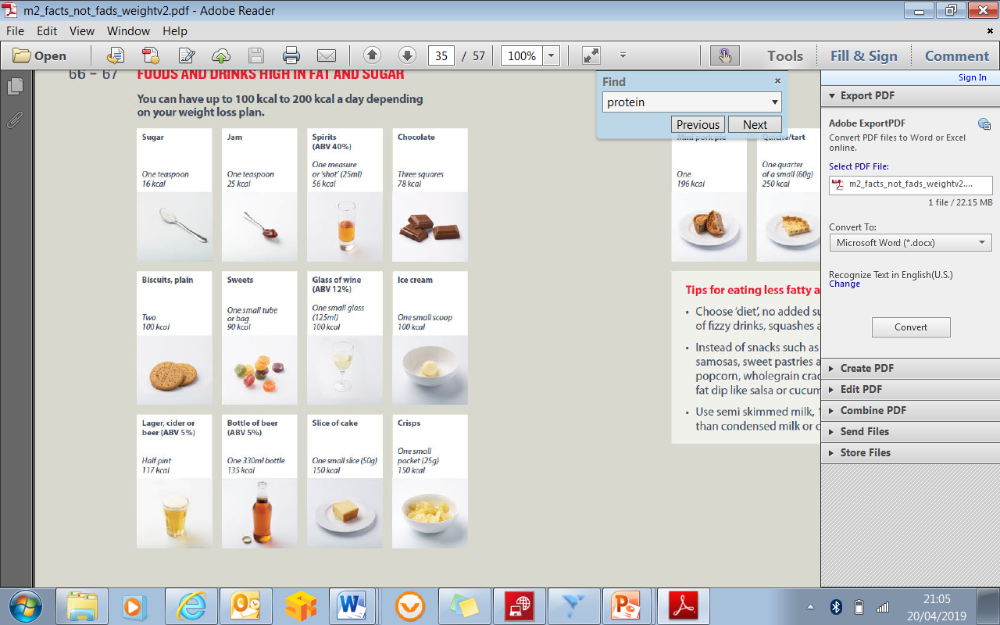 m2_facts_not_fads_weightv2.pdf - Adobe Reader
File Edit View Window Help
Open
35 / 57
100%
Tools
Fill & Sign
Comment
Sign In
66 – 67 FOODS AND DRINKS HIGH IN FAT AND SUGAR
You can have up to 100 kcal to 200 kcal a day depending
on your weight loss plan.
Find
protein
Previous
Next
Sugar
One teaspoon
16 kcal
Jam
One teaspoon
25 kcal
Spirits
(ABV 40%)
One measure
or 'shot' (25ml)
56 kcal
Chocolate
Three squares
78 kcal
Mini pork pie
One
196 kcal
Quiche/tart
One quarter
of a small (60g)
250 kcal
Biscuits, plain
Two
100 kcal
Sweets
One small tube
or bag
90 kcal
Glass of wine
(ABV 12%)
One small glass
(125ml)
100 kcal
Ice cream
One small scoop
100 kcal
Tips for eating less fatty a
• Choose 'diet', no added su
of fizzy drinks, squashes a
• Instead of snacks such as
samosas, sweet pastries a
popcorn, wholegrain crac
fat dip like salsa or cucum
• Use semi skimmed milk, 1
than condensed milk or c
Lager, cider or
beer (ABV 5%)
Half pint
117 kcal
Bottle of beer
(ABV 5%)
One 330ml bottle
135 kcal
Slice of cake
One small slice (50g)
150 kcal
Crisps
One small
packet (25g)
150 kcal
Export PDF
Adobe ExportPDF
Convert PDF files to Word or Excel
online.
Select PDF File:
m2_facts_not_fads_weightv2....
1 file / 22.15 MB
Convert To:
Microsoft Word (*.docx)
Recognize Text in English(U.S.)
Change
Convert
Create PDF
Edit PDF
Combine PDF
Send Files
Store Files
21:05
20/04/2019